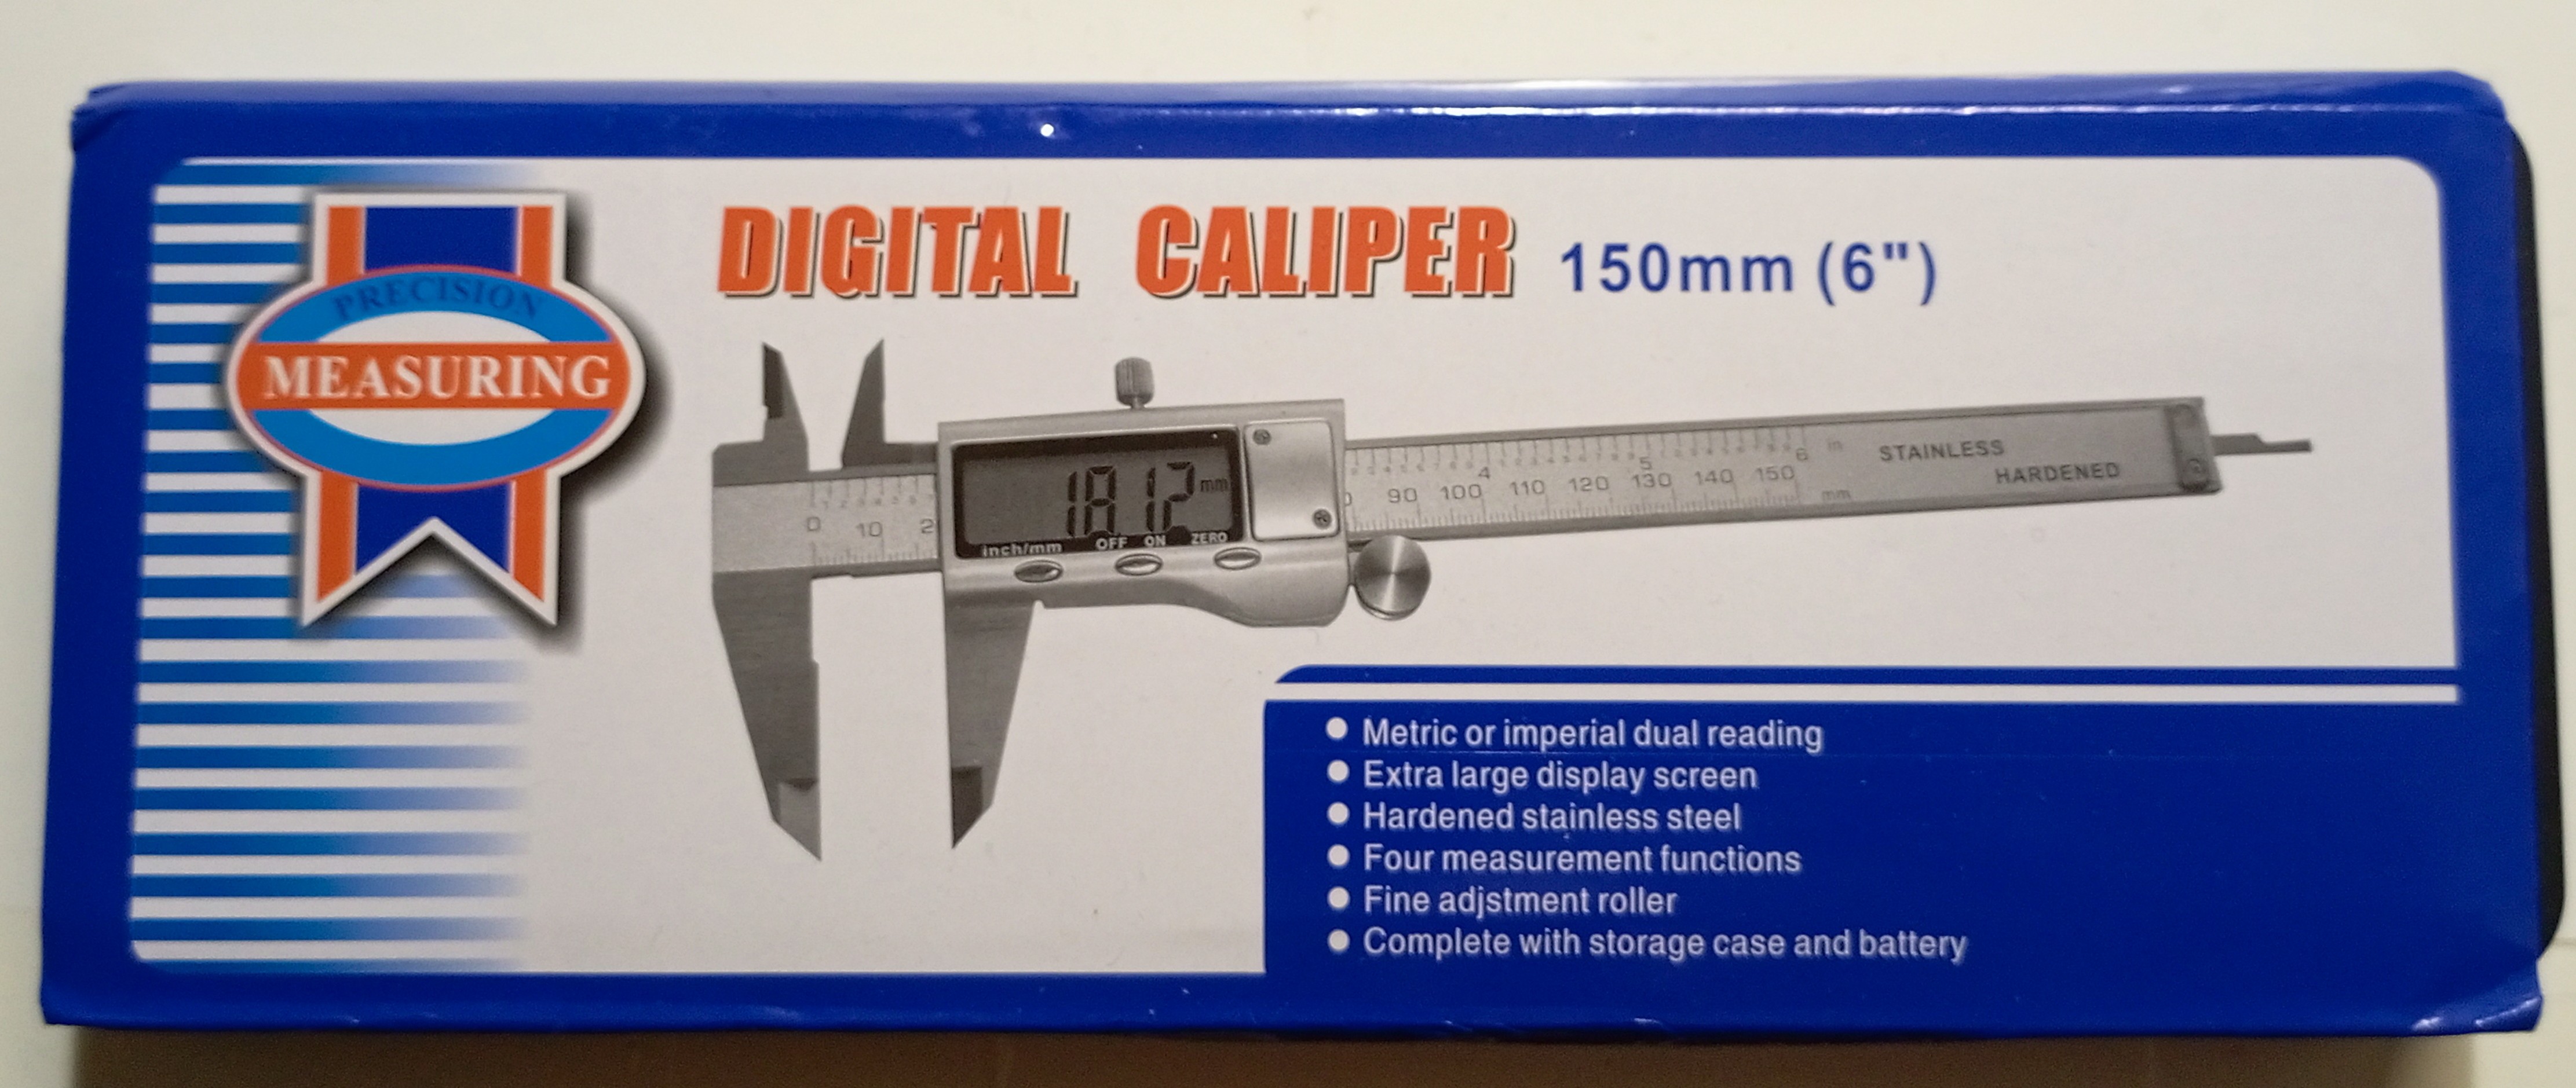 PRECISION
MEASURING
DIGITAL CALIPER 150mm (6")
18.12 mm
inch/mm OFF ON ZERO
0 10 2
4 5 6 in
90 100 110 120 130 140 150 mm
STAINLESS
HARDENED
Metric or imperial dual reading
Extra large display screen
Hardened stainless steel
Four measurement functions
Fine adjstment roller
Complete with storage case and battery